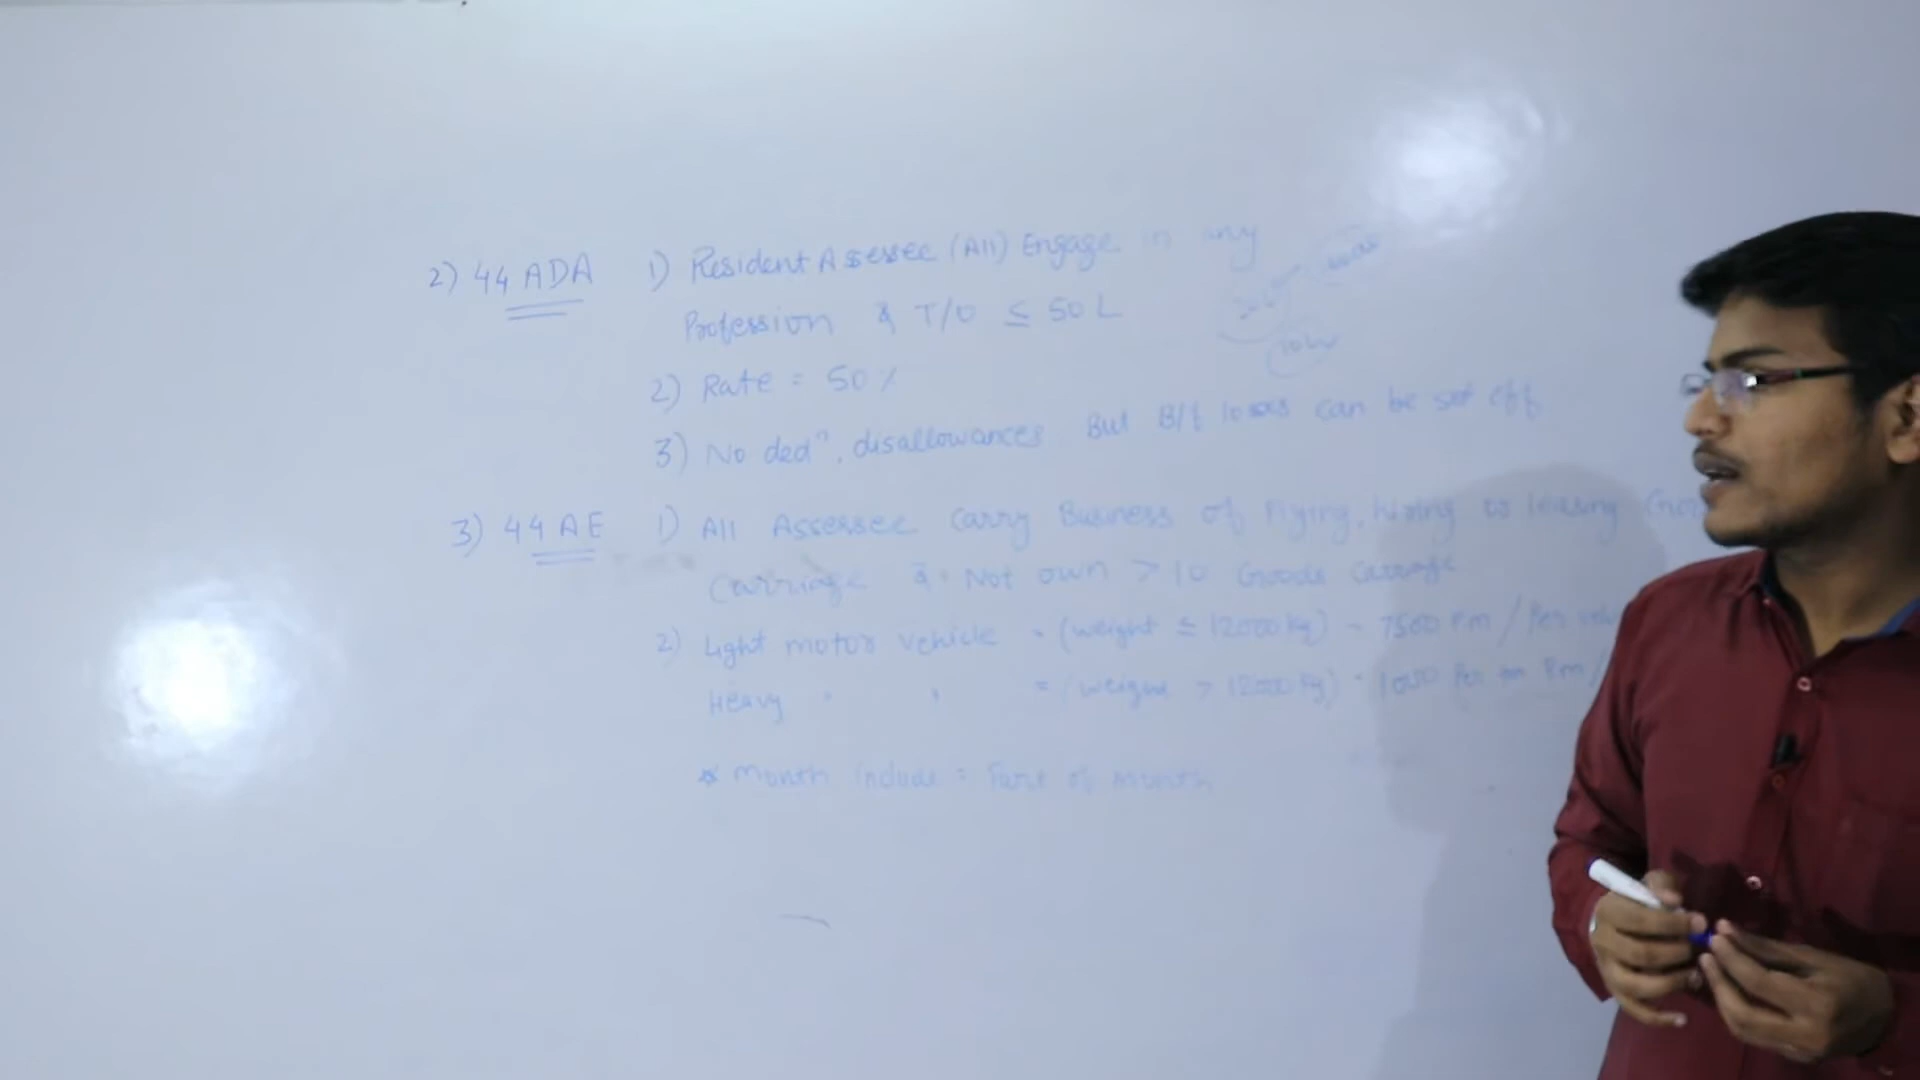 2) 44 ADA 1) Resident Assessee (All) Engage in any
Profession & T/O ≤ 50 L
2) Rate = 50 %
3) No dedⁿ, disallowances But B/f losses can be set off
3) 44 AE 1) All Assessee Carry Business of Plying, hiring or leasing
Carriage & Not own > 10 Goods Carriage
2) Light motor vehicle - (weight ≤ 12000 kg) - 7500 Pm / Per
Heavy " " = (weight > 12000 kg) - 1000 Per Pm /
* Month include = Part of Month